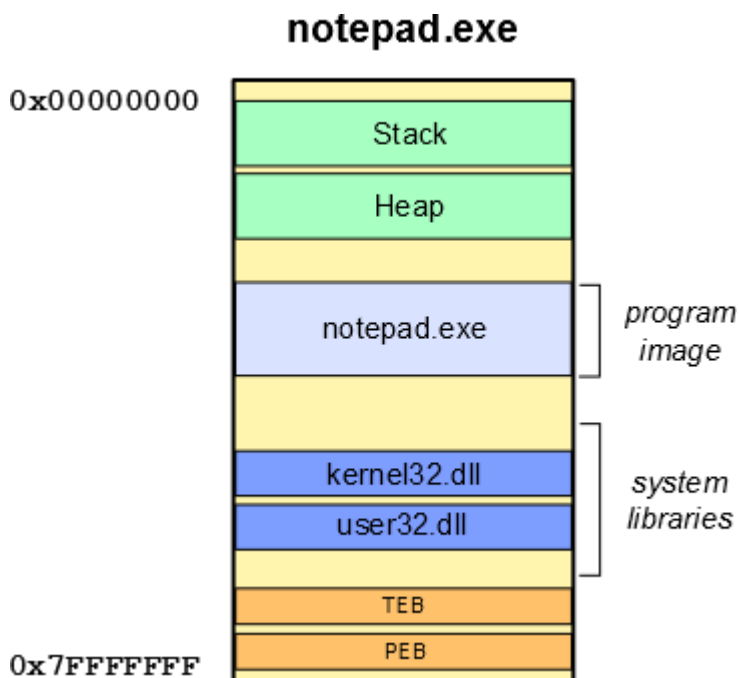 notepad.exe
0x00000000
Stack
Heap
notepad.exe
program
image
kernel32.dll
user32.dll
system
libraries
TEB
PEB
0x7FFFFFFF